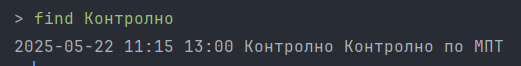 > find Контролно
2025-05-22 11:15 13:00 Контролно Контролно по МПТ